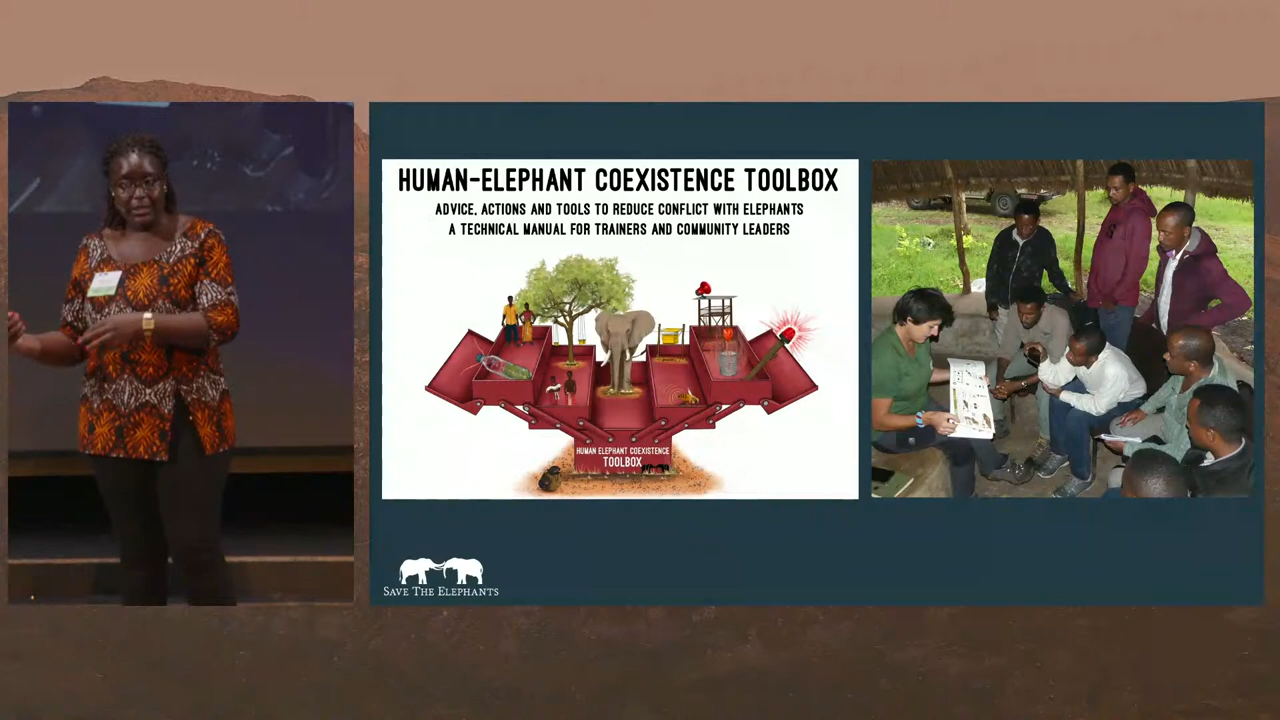 HUMAN-ELEPHANT COEXISTENCE TOOLBOX
ADVICE, ACTIONS AND TOOLS TO REDUCE CONFLICT WITH ELEPHANTS
A TECHNICAL MANUAL FOR TRAINERS AND COMMUNITY LEADERS
HUMAN ELEPHANT COEXISTENCE
TOOLBOX
SAVE THE ELEPHANTS